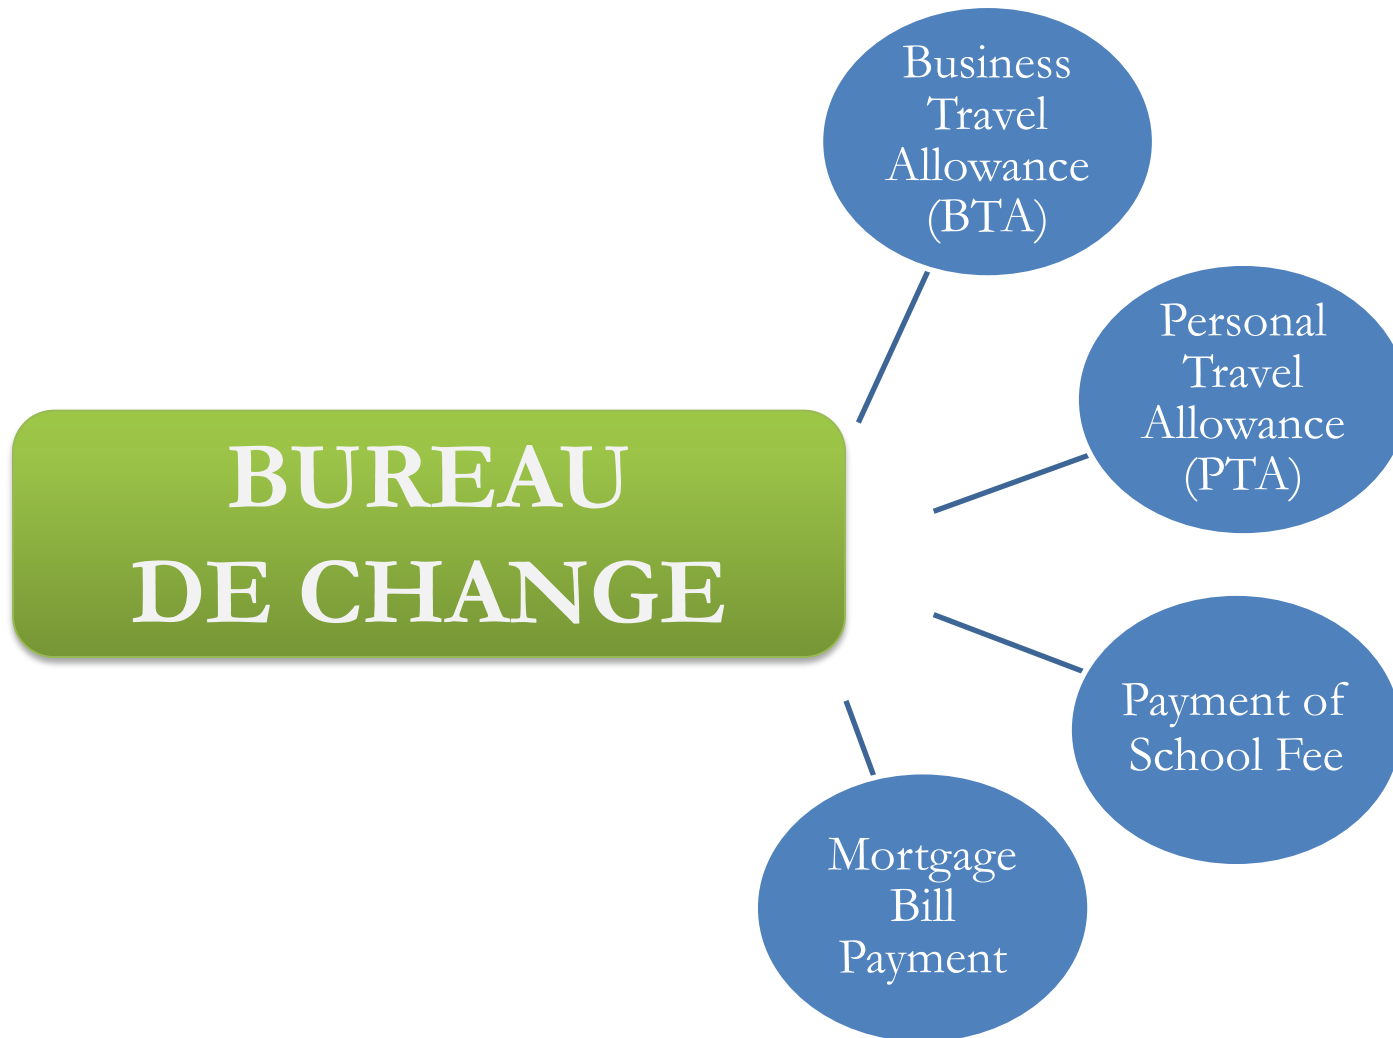 Business
Travel
Allowance
(BTA)
Personal
Travel
Allowance
(PTA)
BUREAU
DE CHANGE
Payment of
School Fee
Mortgage
Bill
Payment